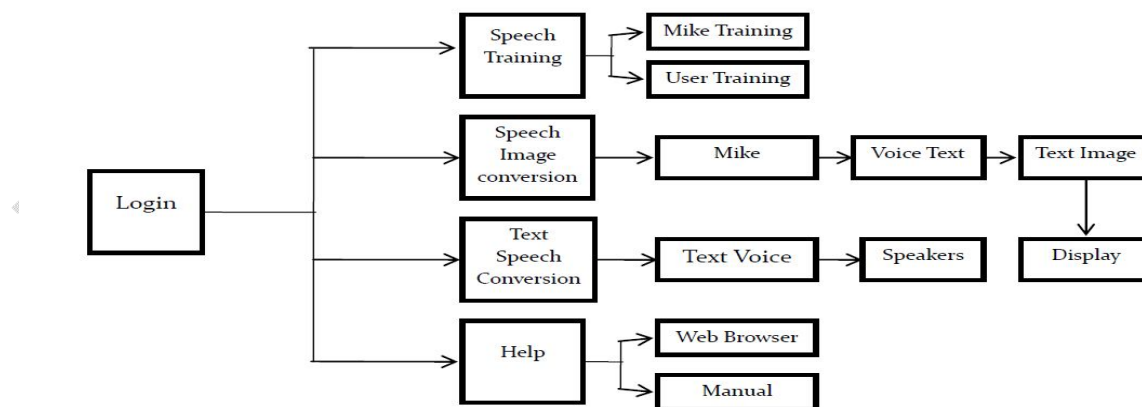 Speech
Training
Mike Training
User Training
Speech
Image
conversion
Mike
Voice Text
Text Image
Login
Text
Speech
Conversion
Text Voice
Speakers
Display
Help
Web Browser
Manual